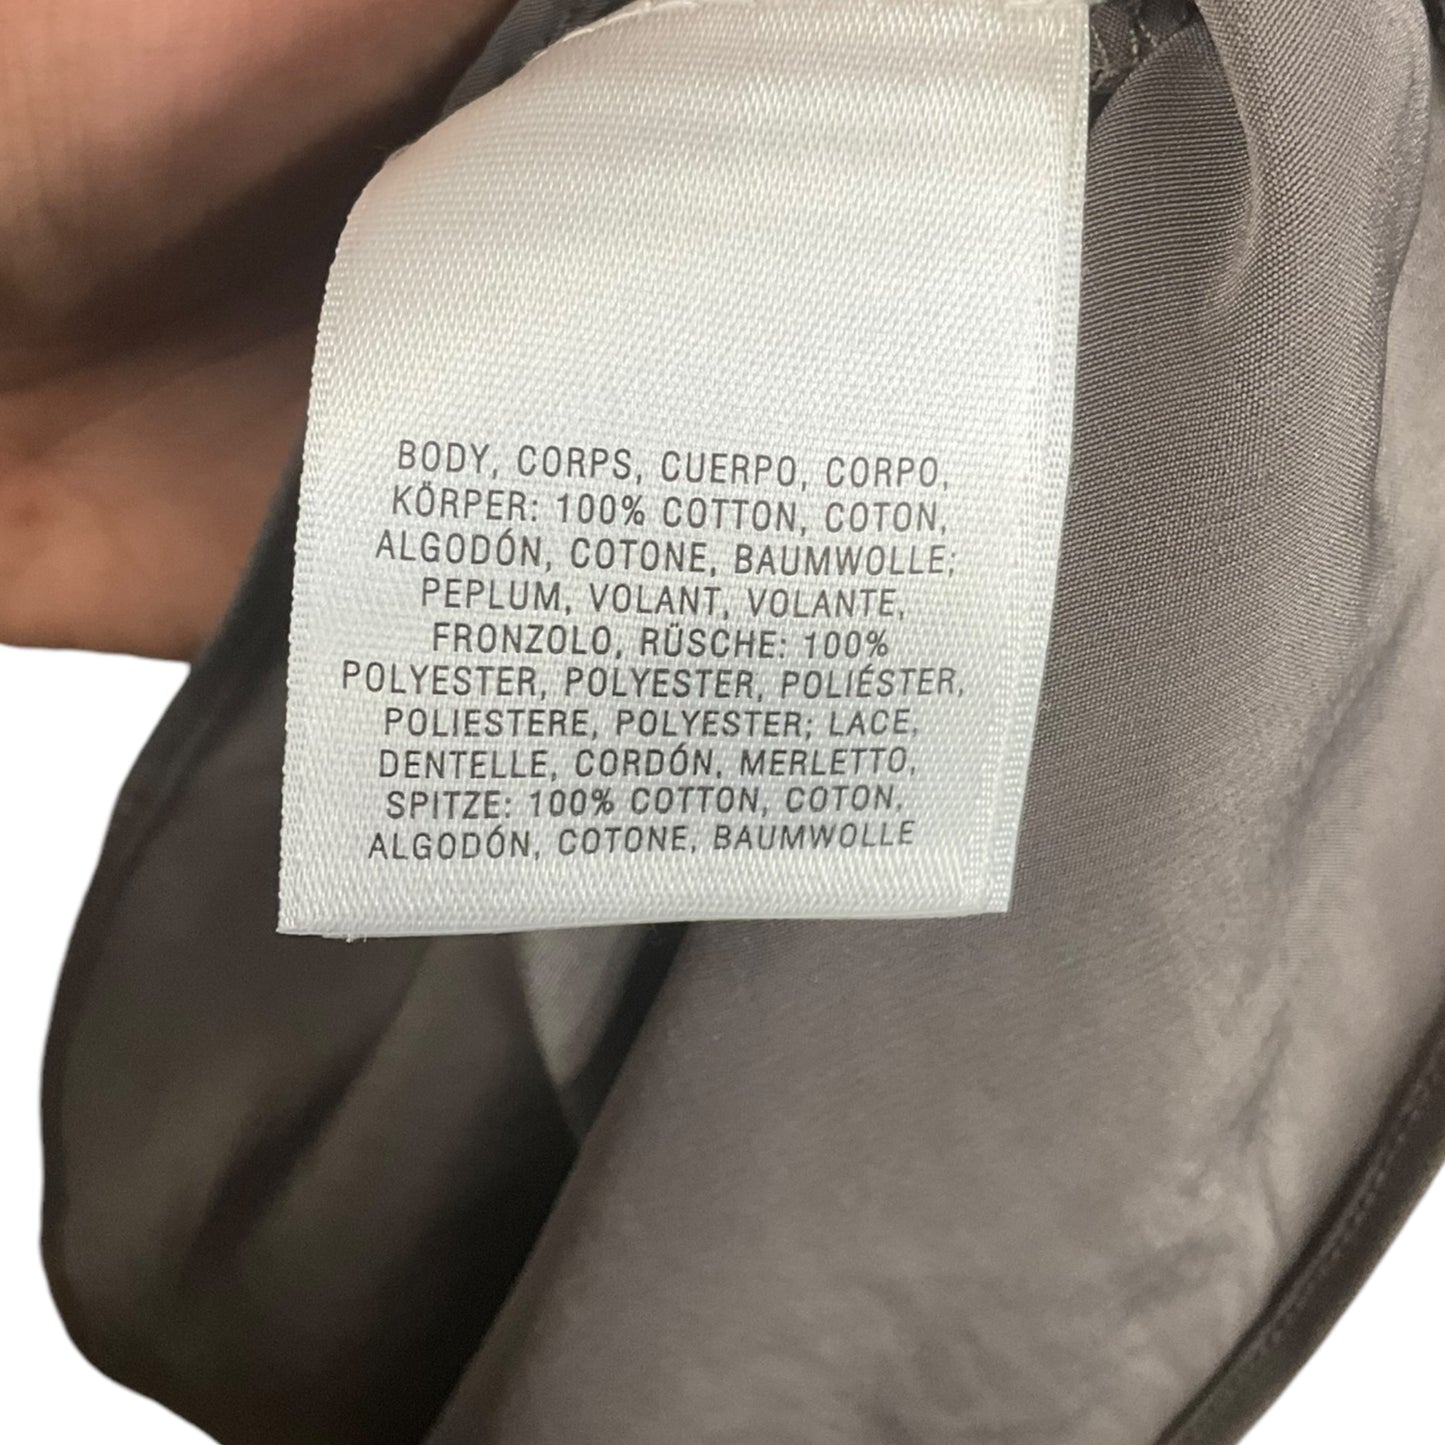 BODY, CORPS, CUERPO, CORPO,
KÖRPER: 100% COTTON, COTON,
ALGODÓN, COTONE, BAUMWOLLE;
PEPLUM, VOLANT, VOLANTE,
FRONZOLO, RÜSCHE: 100%
POLYESTER, POLYESTER, POLIÉSTER,
POLIESTERE, POLYESTER; LACE,
DENTELLE, CORDÓN, MERLETTO,
SPITZE: 100% COTTON, COTON,
ALGODÓN, COTONE, BAUMWOLLE